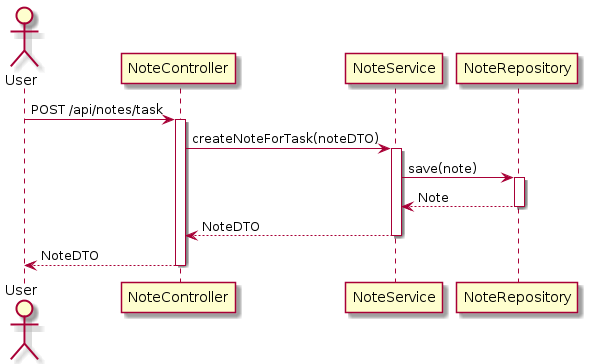 User
NoteController
NoteService
NoteRepository
POST /api/notes/task
createNoteForTask(noteDTO)
save(note)
Note
NoteDTO
NoteDTO
User
NoteController
NoteService
NoteRepository